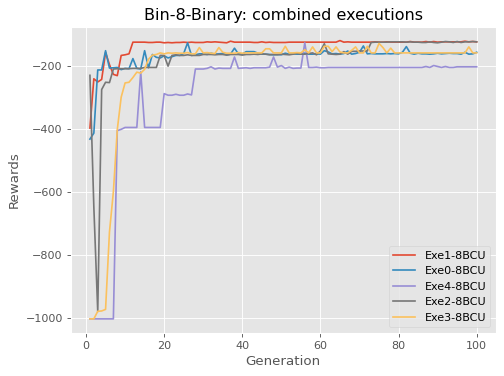 Bin-8-Binary: combined executions
Rewards
−200
−400
−600
−800
−1000
0 20 40 60 80 100
Generation
Exe1-8BCU
Exe0-8BCU
Exe4-8BCU
Exe2-8BCU
Exe3-8BCU